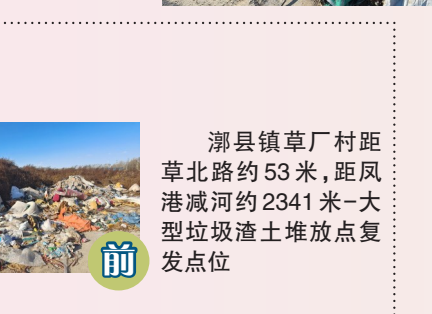 漷县镇草厂村距
草北路约53米,距凤
港减河约2341米-大
型垃圾渣土堆放点复
发点位
前